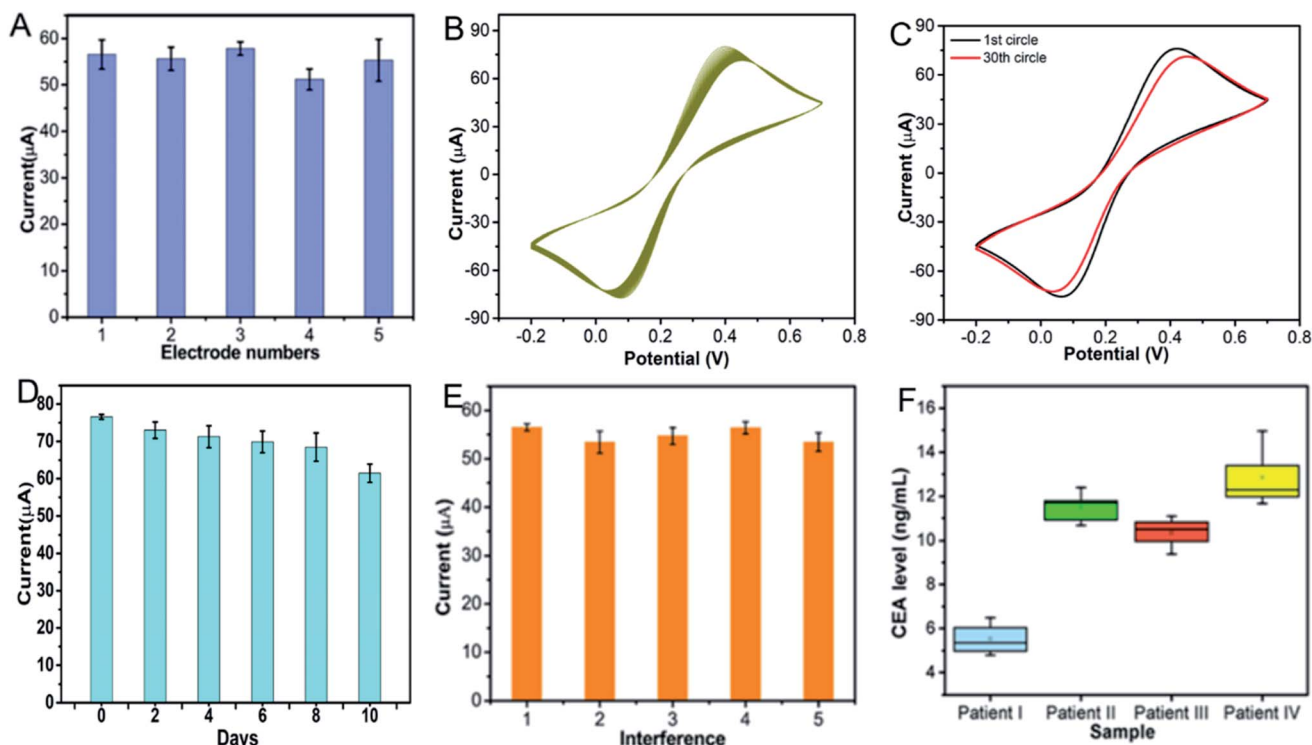 A
Current(μA)
60
50
40
30
20
10
0
1 2 3 4 5
Electrode numbers
B
Current (μA)
90
60
30
0
-30
-60
-90
-0.2 0.0 0.2 0.4 0.6 0.8
Potential (V)
C
1st circle
30th circle
Current (μA)
90
60
30
0
-30
-60
-90
-0.2 0.0 0.2 0.4 0.6 0.8
Potential (V)
D
Current(μA)
80
70
60
50
40
30
20
10
0
0 2 4 6 8 10
Days
E
Current (μA)
60
50
40
30
20
10
0
1 2 3 4 5
Interference
F
CEA level (ng/mL)
16
14
12
10
8
6
4
Patient I Patient II Patient III Patient IV
Sample